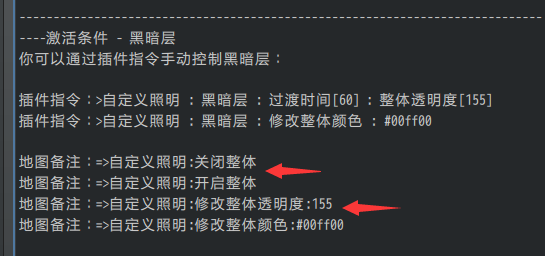 --------------------------------------------------------------------------
----激活条件 - 黑暗层
你可以通过插件指令手动控制黑暗层：
插件指令：>自定义照明 : 黑暗层 : 过渡时间[60] : 整体透明度[155]
插件指令：>自定义照明 : 黑暗层 : 修改整体颜色 : #00ff00
地图备注：=>自定义照明:关闭整体
地图备注：=>自定义照明:开启整体
地图备注：=>自定义照明:修改整体透明度:155
地图备注：=>自定义照明:修改整体颜色:#00ff00